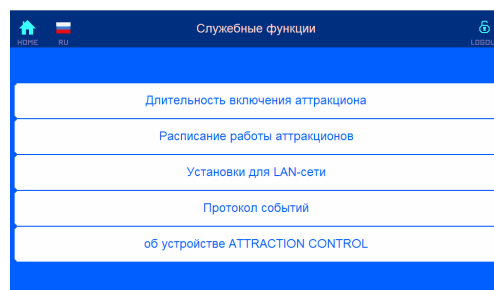 Служебные функции
HOME RU LOGOU
Длительность включения аттракциона
Расписание работы аттракционов
Установки для LAN-сети
Протокол событий
об устройстве ATTRACTION CONTROL